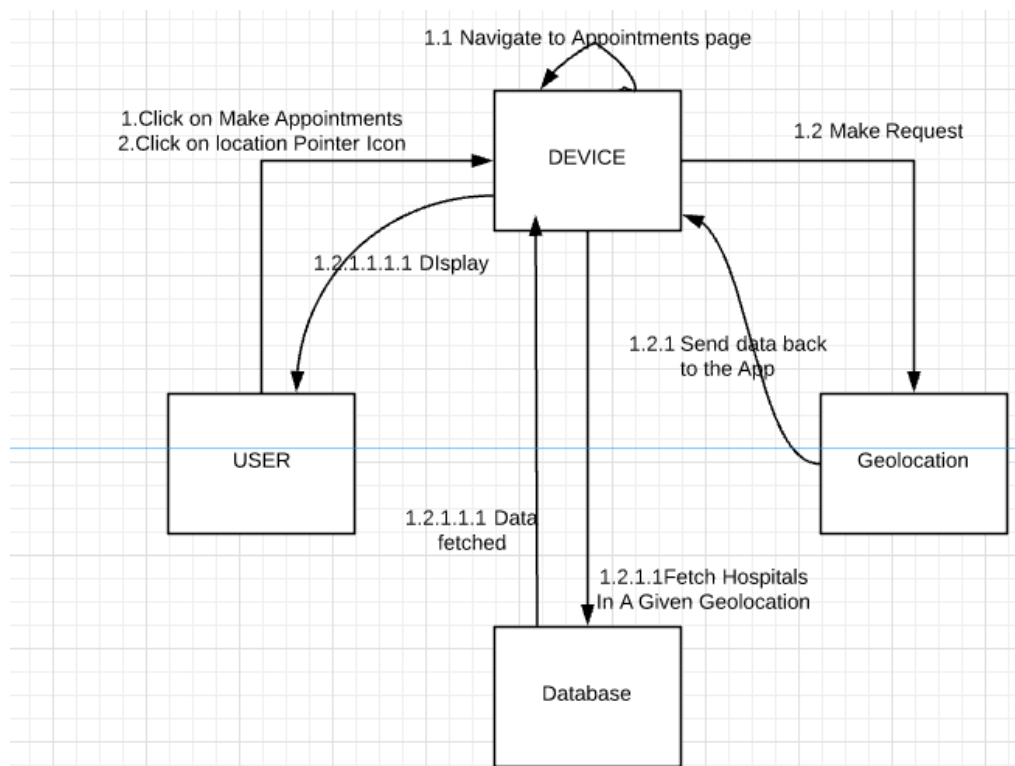 1.1 Navigate to Appointments page
1.Click on Make Appointments
2.Click on location Pointer Icon
1.2 Make Request
DEVICE
1.2.1.1.1.1 DIsplay
1.2.1 Send data back
to the App
USER
Geolocation
1.2.1.1.1 Data
fetched
1.2.1.1Fetch Hospitals
In A Given Geolocation
Database